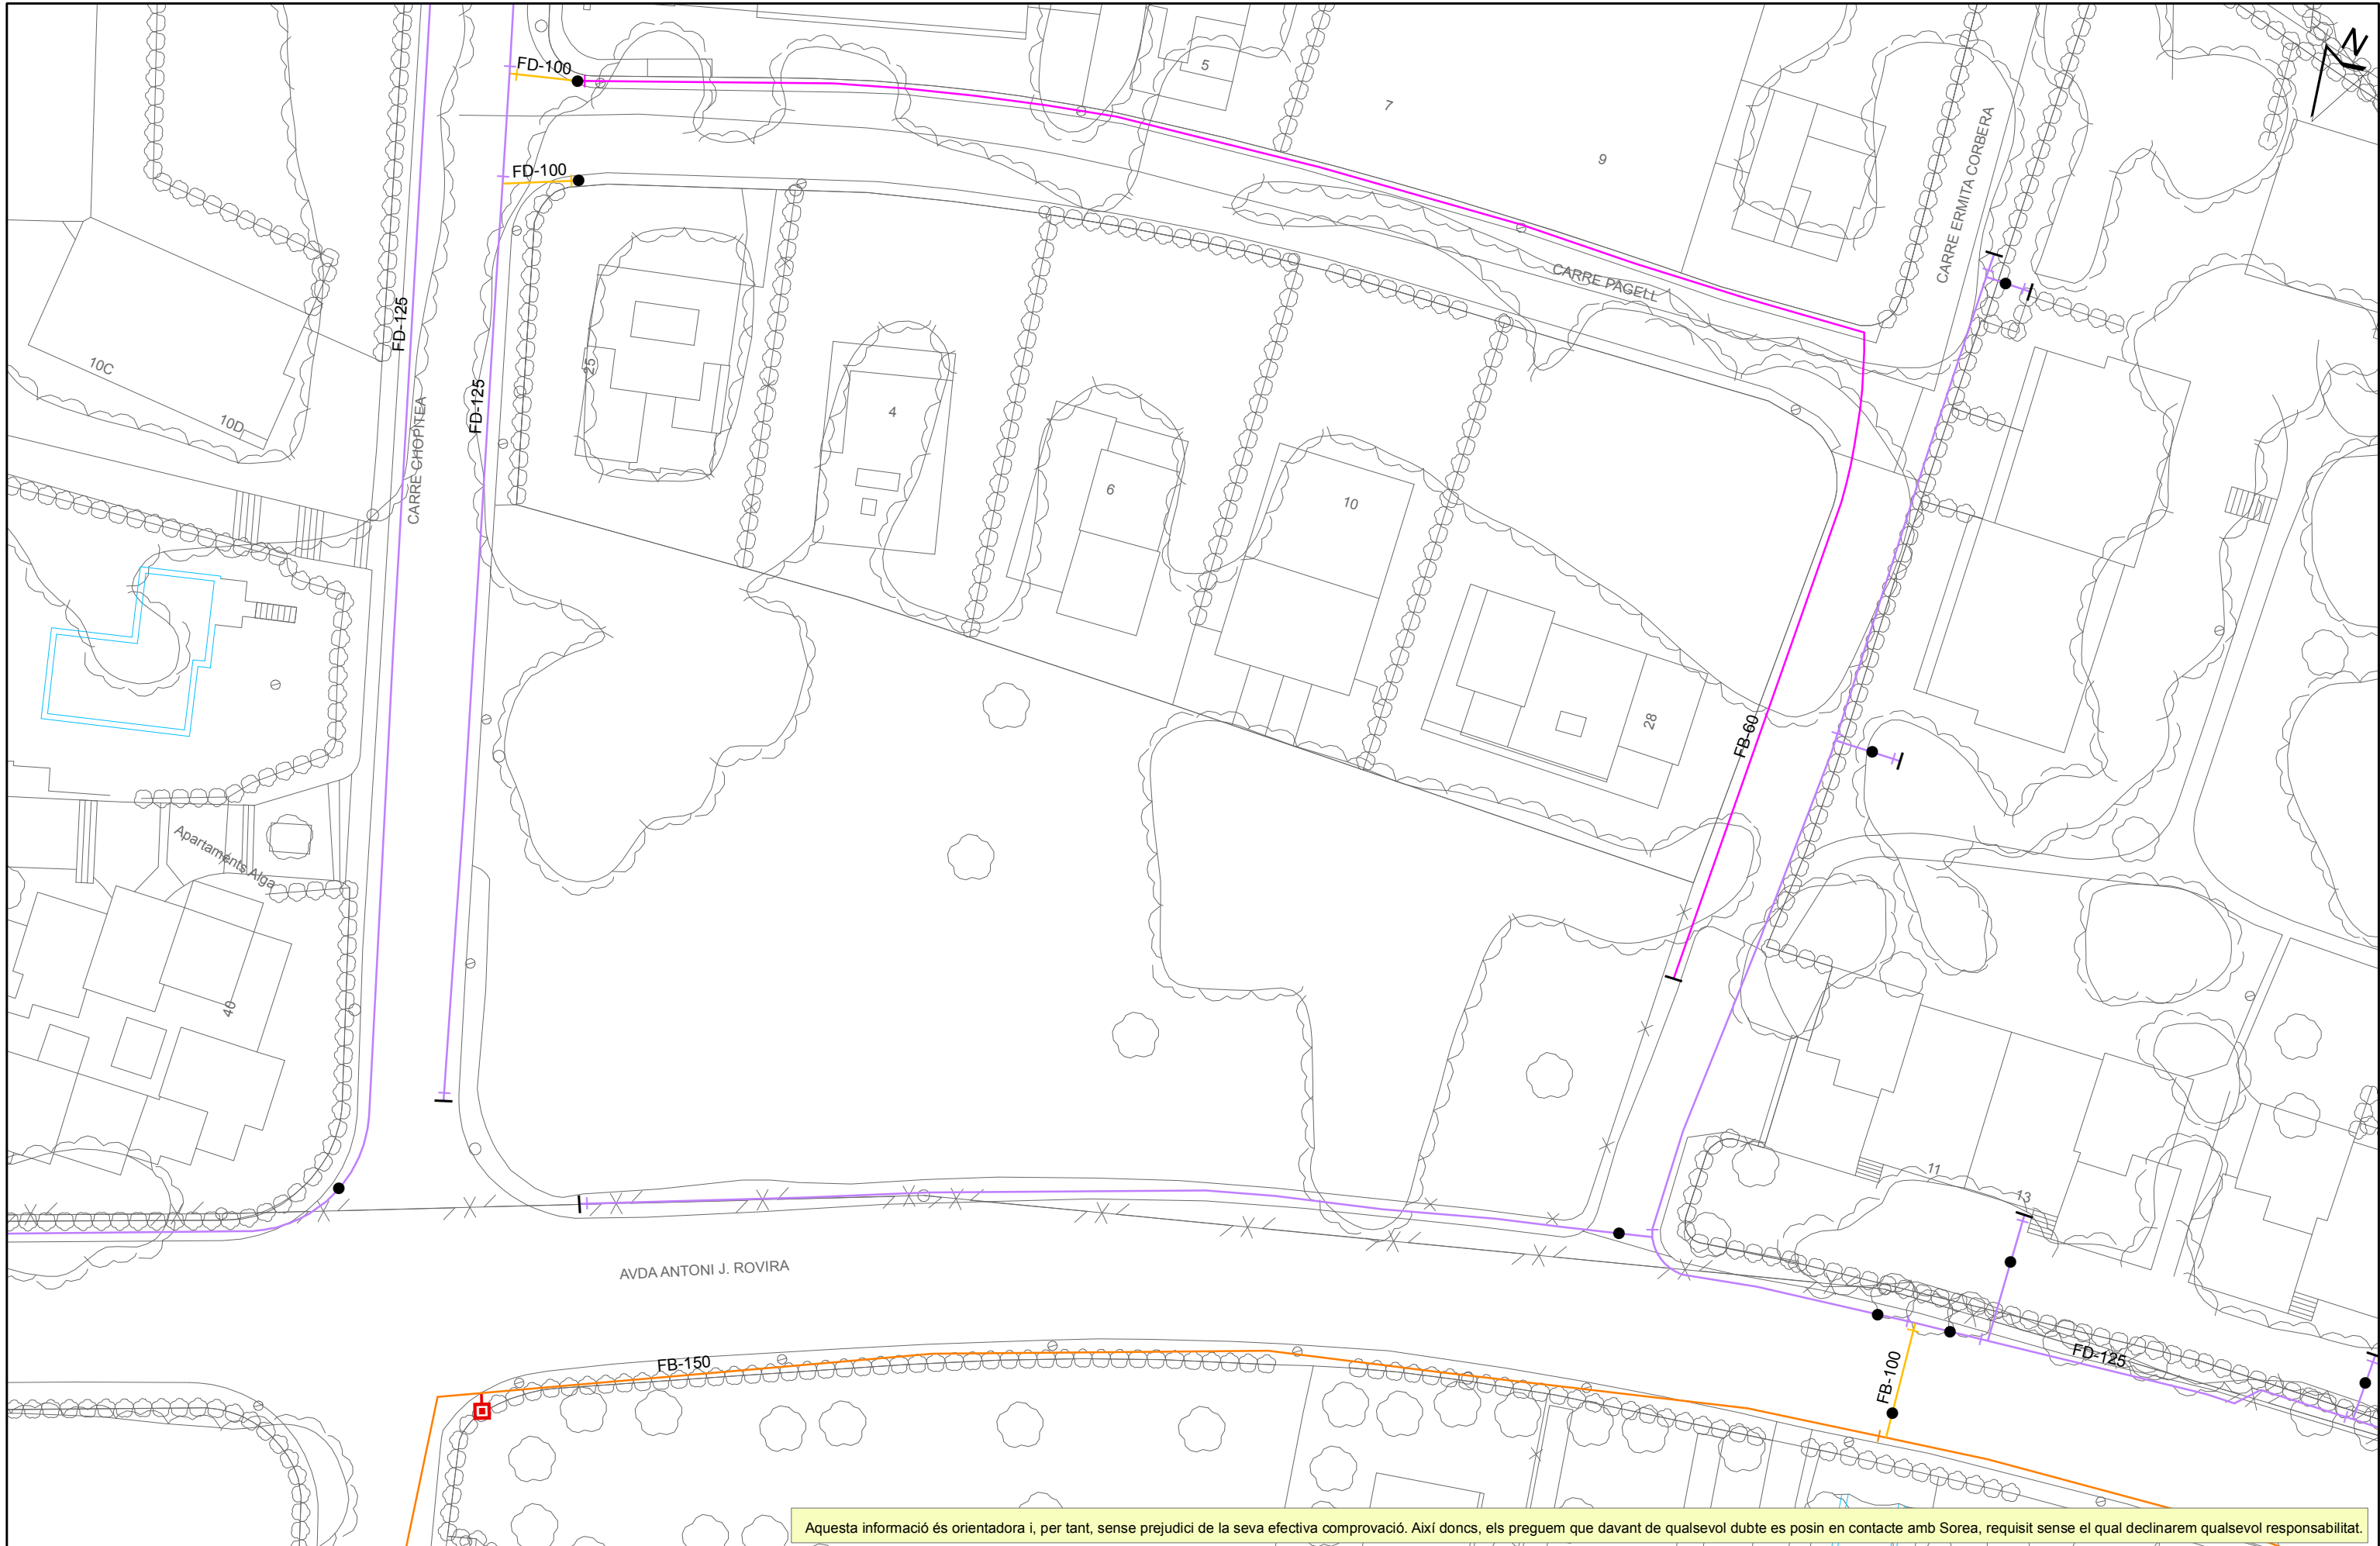 N
FD-100
5
7
9
CARRE ERMITA CORBERA
FD-100
CARRE PAGELL
FD-125
10C
25
FD-125
4
10D
CARRE CHOPITEA
6
10
28
FB-60
Apartaments Alga
40
11
13
AVDA ANTONI J. ROVIRA
FB-150
FD-125
FB-100
Aquesta informació és orientadora i, per tant, sense prejudici de la seva efectiva comprovació. Així doncs, els preguem que davant de qualsevol dubte es posin en contacte amb Sorea, requisit sense el qual declinarem qualsevol responsabilitat.